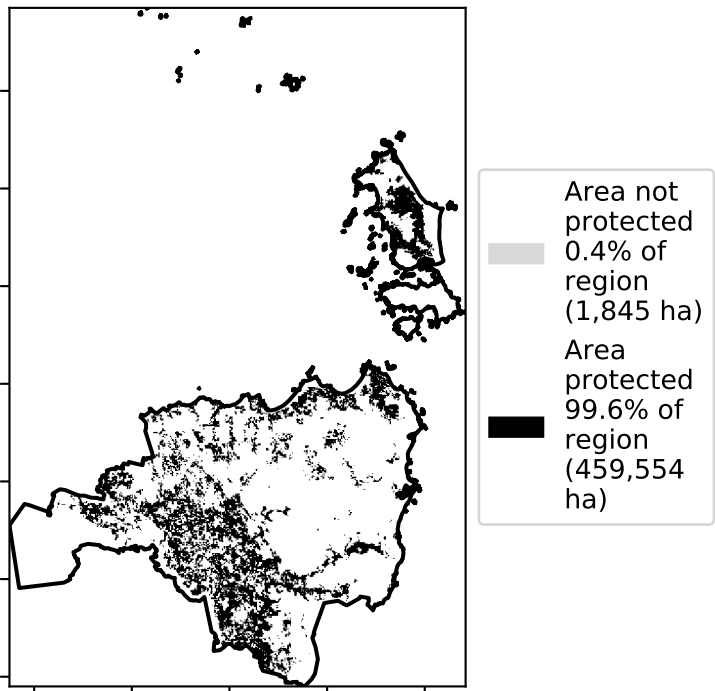 Area not
protected
0.4% of
region
(1,845 ha)
Area
protected
99.6% of
region
(459,554
ha)